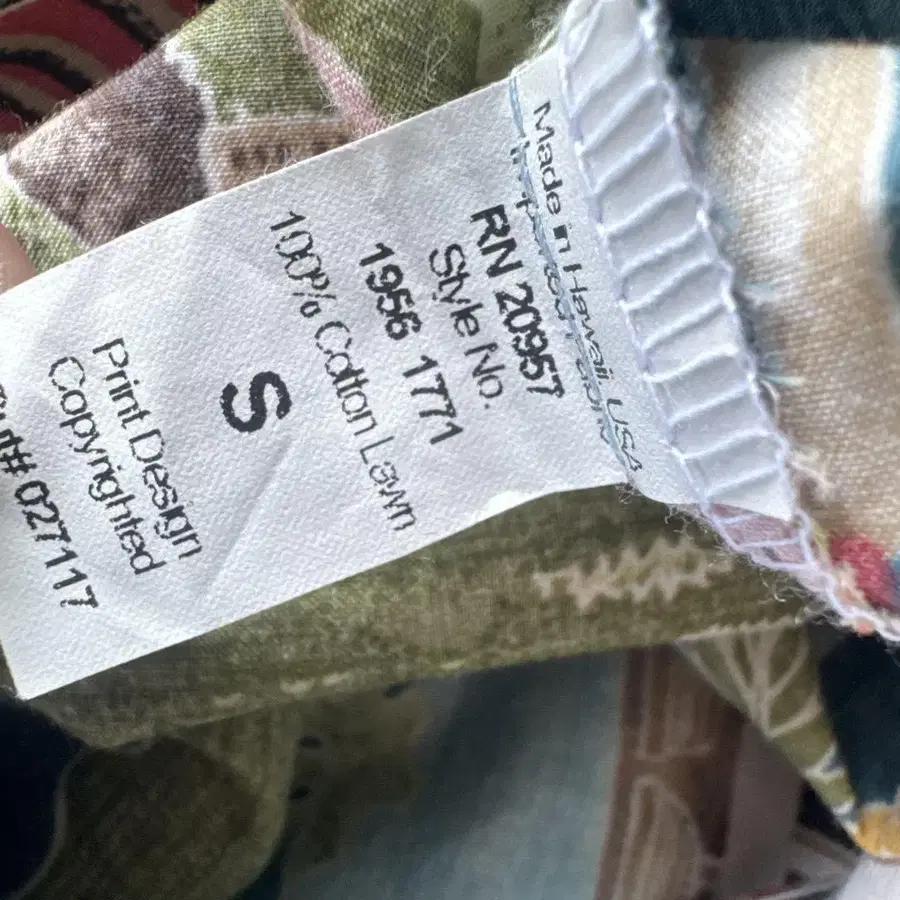 Made in Hawaii, USA
RN 20957
Style No.
1956 1771
100% Cotton Lawn
S
Print Design
Copyrighted
# 027117